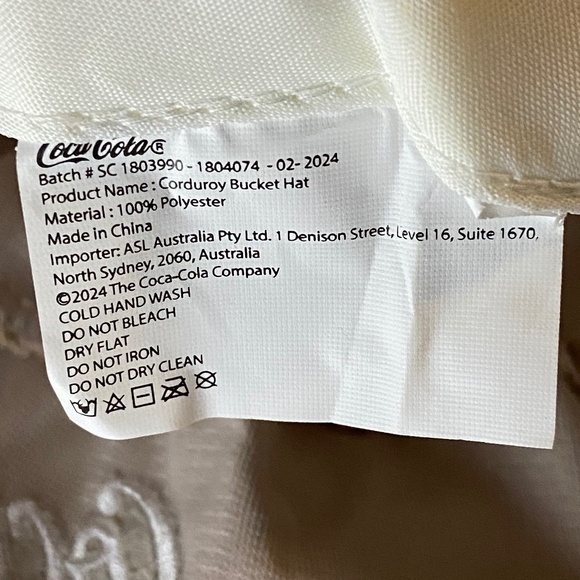 Coca-Cola®
Batch # SC 1803990 - 1804074 - 02- 2024
Product Name : Corduroy Bucket Hat
Material : 100% Polyester
Made in China
Importer: ASL Australia Pty Ltd. 1 Denison Street, Level 16, Suite 1670,
North Sydney, 2060, Australia
©2024 The Coca-Cola Company
COLD HAND WASH
DO NOT BLEACH
DRY FLAT
DO NOT IRON
DO NOT DRY CLEAN